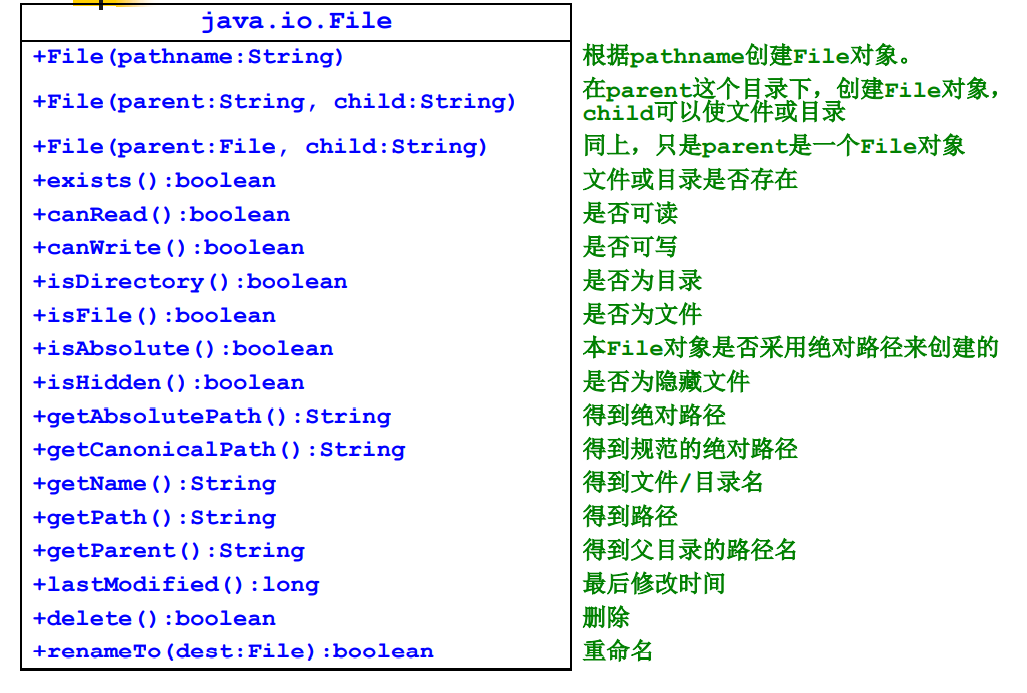 java.io.File
+File(pathname:String)
根据pathname创建File对象。
+File(parent:String, child:String)
在parent这个目录下，创建File对象，
child可以使文件或目录
+File(parent:File, child:String)
同上，只是parent是一个File对象
+exists():boolean
文件或目录是否存在
+canRead():boolean
是否可读
+canWrite():boolean
是否可写
+isDirectory():boolean
是否为目录
+isFile():boolean
是否为文件
+isAbsolute():boolean
本File对象是否采用绝对路径来创建的
+isHidden():boolean
是否为隐藏文件
+getAbsolutePath():String
得到绝对路径
+getCanonicalPath():String
得到规范的绝对路径
+getName():String
得到文件/目录名
+getPath():String
得到路径
+getParent():String
得到父目录的路径名
+lastModified():long
最后修改时间
+delete():boolean
删除
+renameTo(dest:File):boolean
重命名